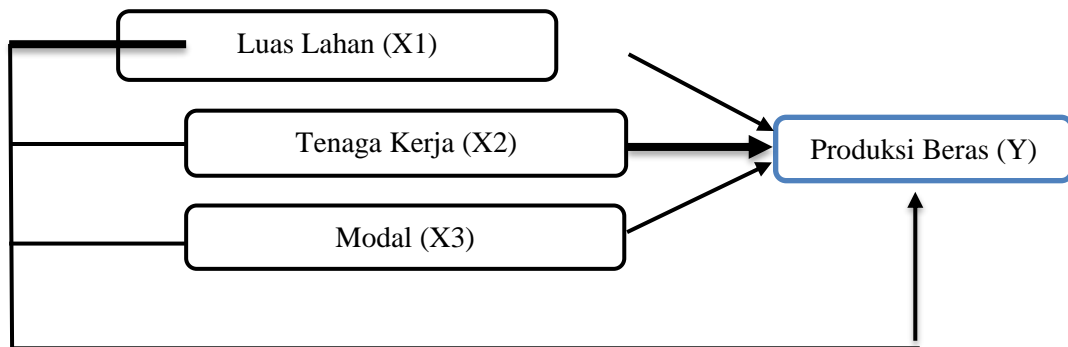 Luas Lahan (X1)
Tenaga Kerja (X2)
Produksi Beras (Y)
Modal (X3)